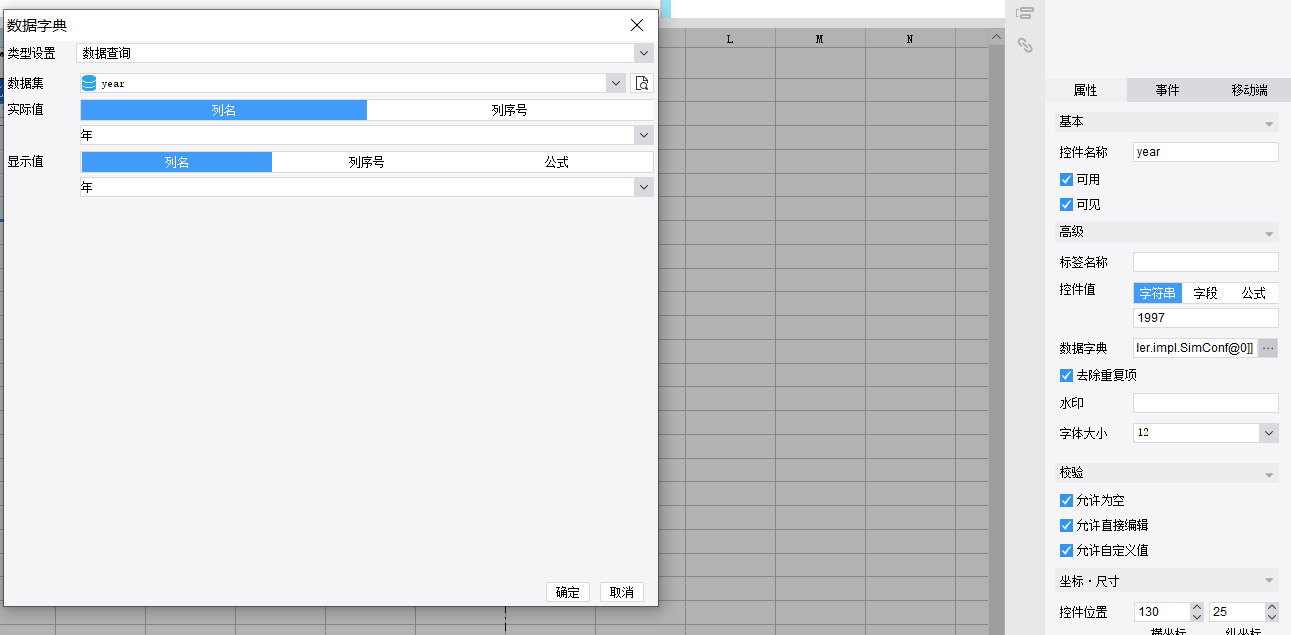 数据字典
类型设置 数据查询
数据集 year
实际值 列名 列序号
年
显示值 列名 列序号 公式
年
确定 取消
L M N
属性 事件 移动端
基本
控件名称 year
可用
可见
高级
标签名称
控件值 字符串 字段 公式
1997
数据字典 ler.impl.SimConf@0]] ...
去除重复项
水印
字体大小 12
校验
允许为空
允许直接编辑
允许自定义值
坐标·尺寸
控件位置 130 25
横坐标 纵坐标